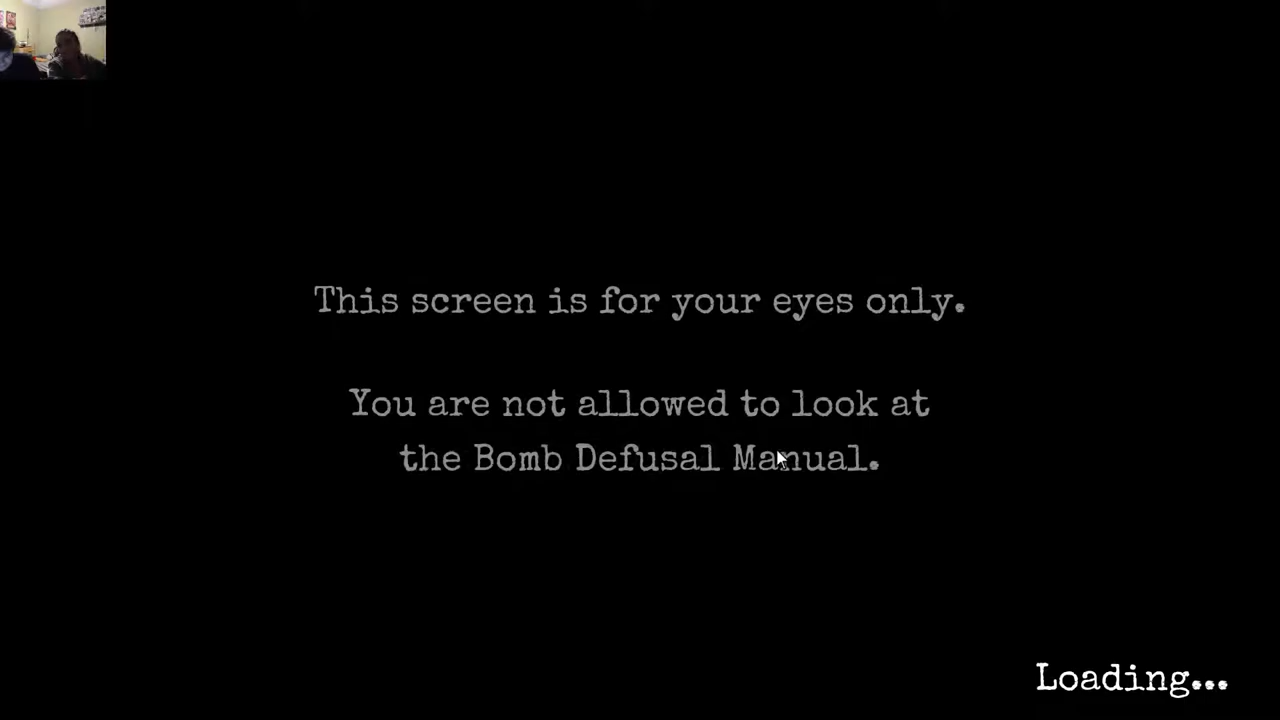 This screen is for your eyes only.
You are not allowed to look at
the Bomb Defusal Manual.
Loading...